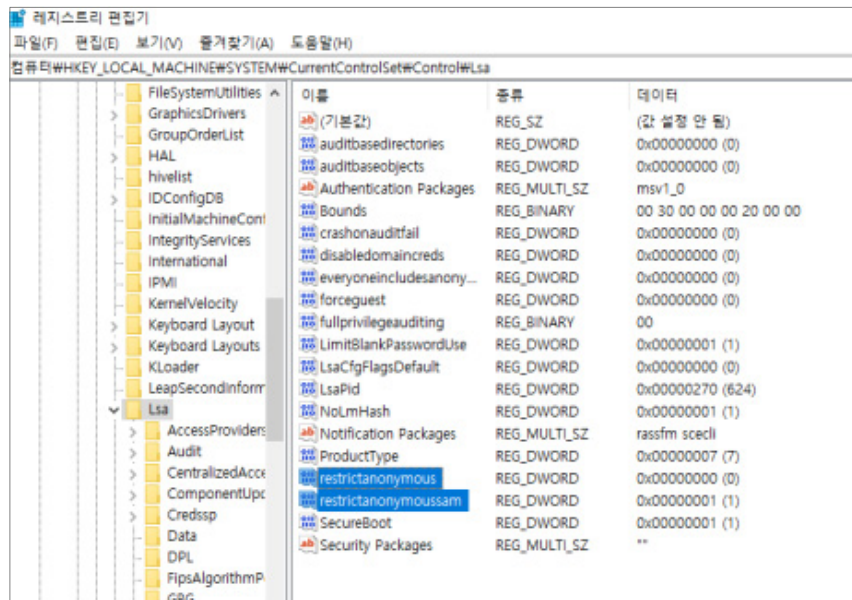 레지스트리 편집기
파일(F) 편집(E) 보기(V) 즐겨찾기(A) 도움말(H)
컴퓨터₩HKEY_LOCAL_MACHINE₩SYSTEM₩CurrentControlSet₩Control₩Lsa
FileSystemUtilities
GraphicsDrivers
GroupOrderList
HAL
hivelist
IDConfigDB
InitialMachineConf
IntegrityServices
International
IPMI
KernelVelocity
Keyboard Layout
Keyboard Layouts
KLoader
LeapSecondInform
Lsa
AccessProviders
Audit
CentralizedAcce
ComponentUpd
Credssp
Data
DPL
FipsAlgorithmP
GBG
이름 종류 데이터
(기본값) REG_SZ (값 설정 안 됨)
auditbasedirectories REG_DWORD 0x00000000 (0)
auditbaseobjects REG_DWORD 0x00000000 (0)
Authentication Packages REG_MULTI_SZ msv1_0
Bounds REG_BINARY 00 30 00 00 00 20 00 00
crashonauditfail REG_DWORD 0x00000000 (0)
disabledomaincreds REG_DWORD 0x00000000 (0)
everyoneincludesanony... REG_DWORD 0x00000000 (0)
forceguest REG_DWORD 0x00000000 (0)
fullprivilegeauditing REG_BINARY 00
LimitBlankPasswordUse REG_DWORD 0x00000001 (1)
LsaCfgFlagsDefault REG_DWORD 0x00000000 (0)
LsaPid REG_DWORD 0x00000270 (624)
NoLmHash REG_DWORD 0x00000001 (1)
Notification Packages REG_MULTI_SZ rassfm scecli
ProductType REG_DWORD 0x00000007 (7)
restrictanonymous REG_DWORD 0x00000000 (0)
restrictanonymoussam REG_DWORD 0x00000001 (1)
SecureBoot REG_DWORD 0x00000001 (1)
Security Packages REG_MULTI_SZ ""